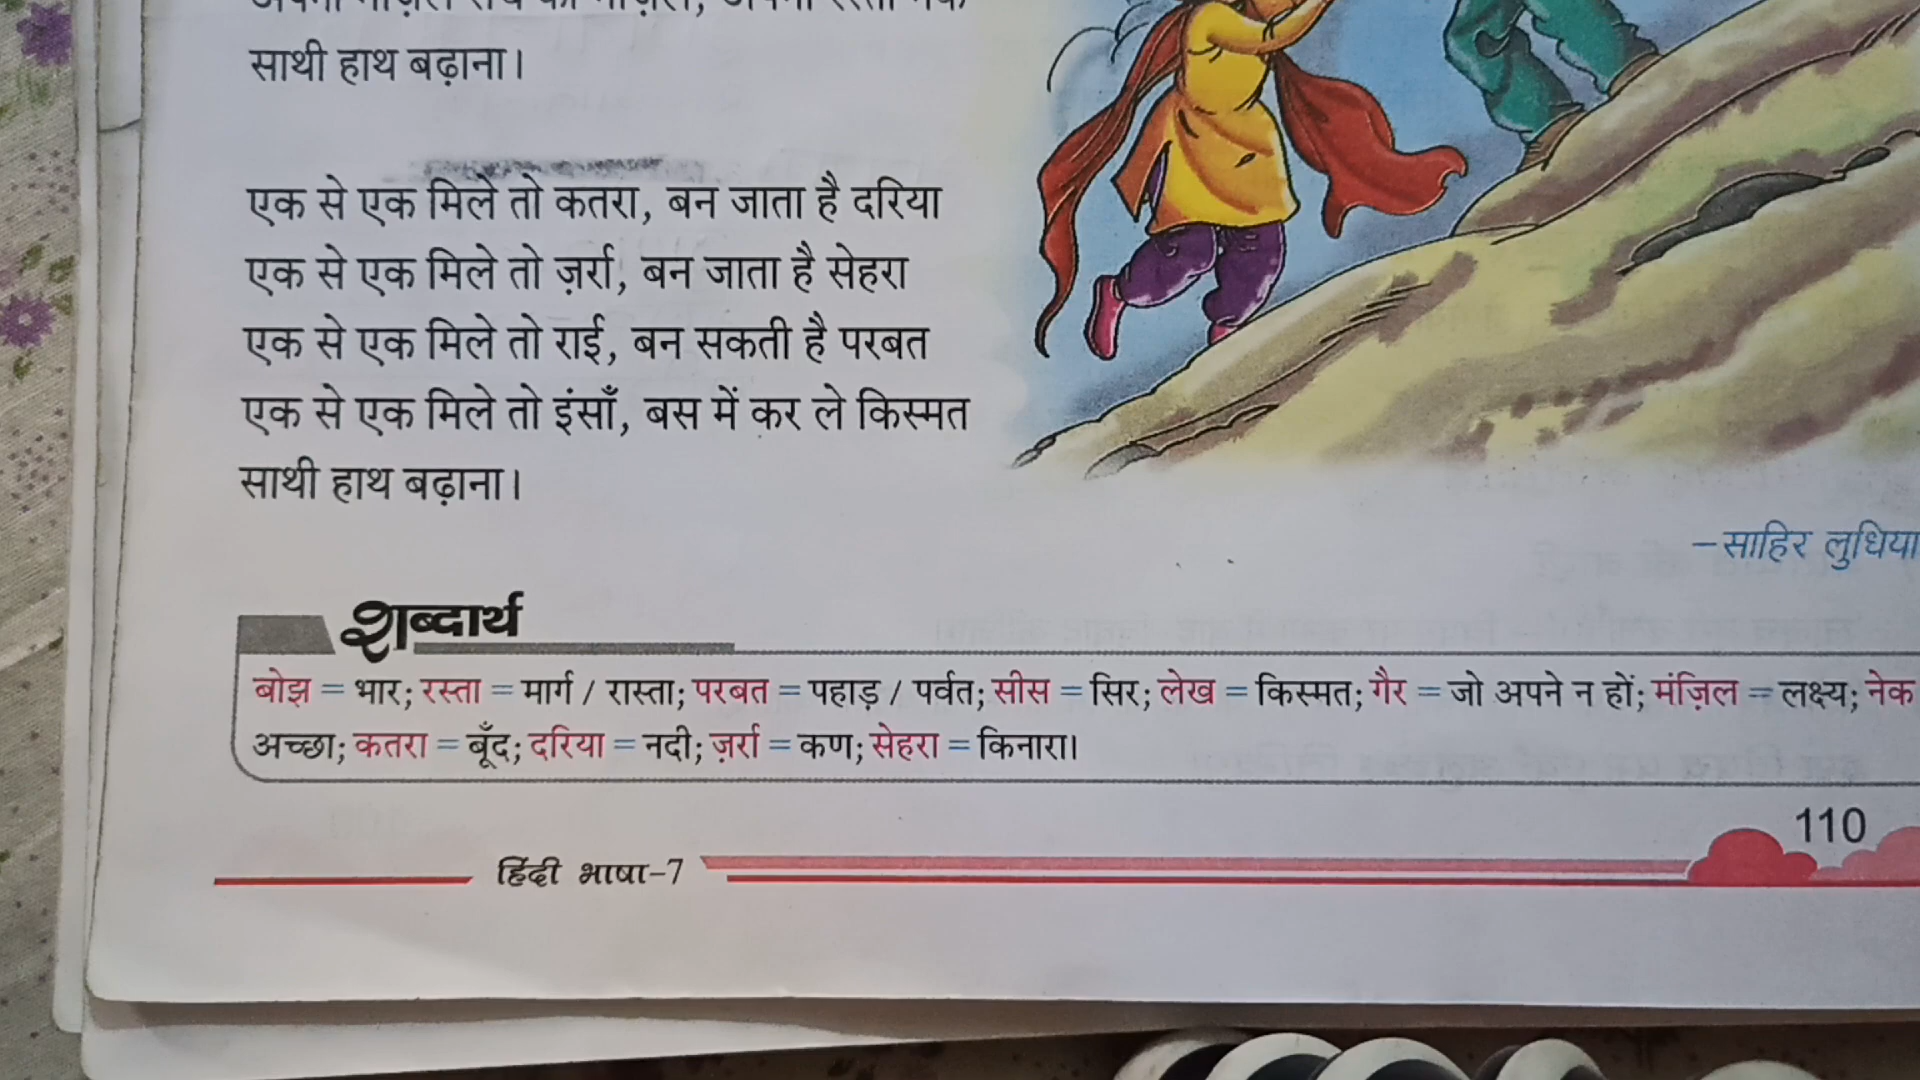 साथी हाथ बढ़ाना।
एक से एक मिले तो कतरा, बन जाता है दरिया
एक से एक मिले तो ज़र्रा, बन जाता है सेहरा
एक से एक मिले तो राई, बन सकती है परबत
एक से एक मिले तो इंसाँ, बस में कर ले किस्मत
साथी हाथ बढ़ाना।
–साहिर लुधिया
शब्दार्थ
बोझ = भार; रस्ता = मार्ग / रास्ता; परबत = पहाड़ / पर्वत; सीस = सिर; लेख = किस्मत; गैर = जो अपने न हों; मंज़िल = लक्ष्य; नेक
अच्छा; कतरा = बूँद; दरिया = नदी; ज़र्रा = कण; सेहरा = किनारा।
110
हिंदी भाषा–7